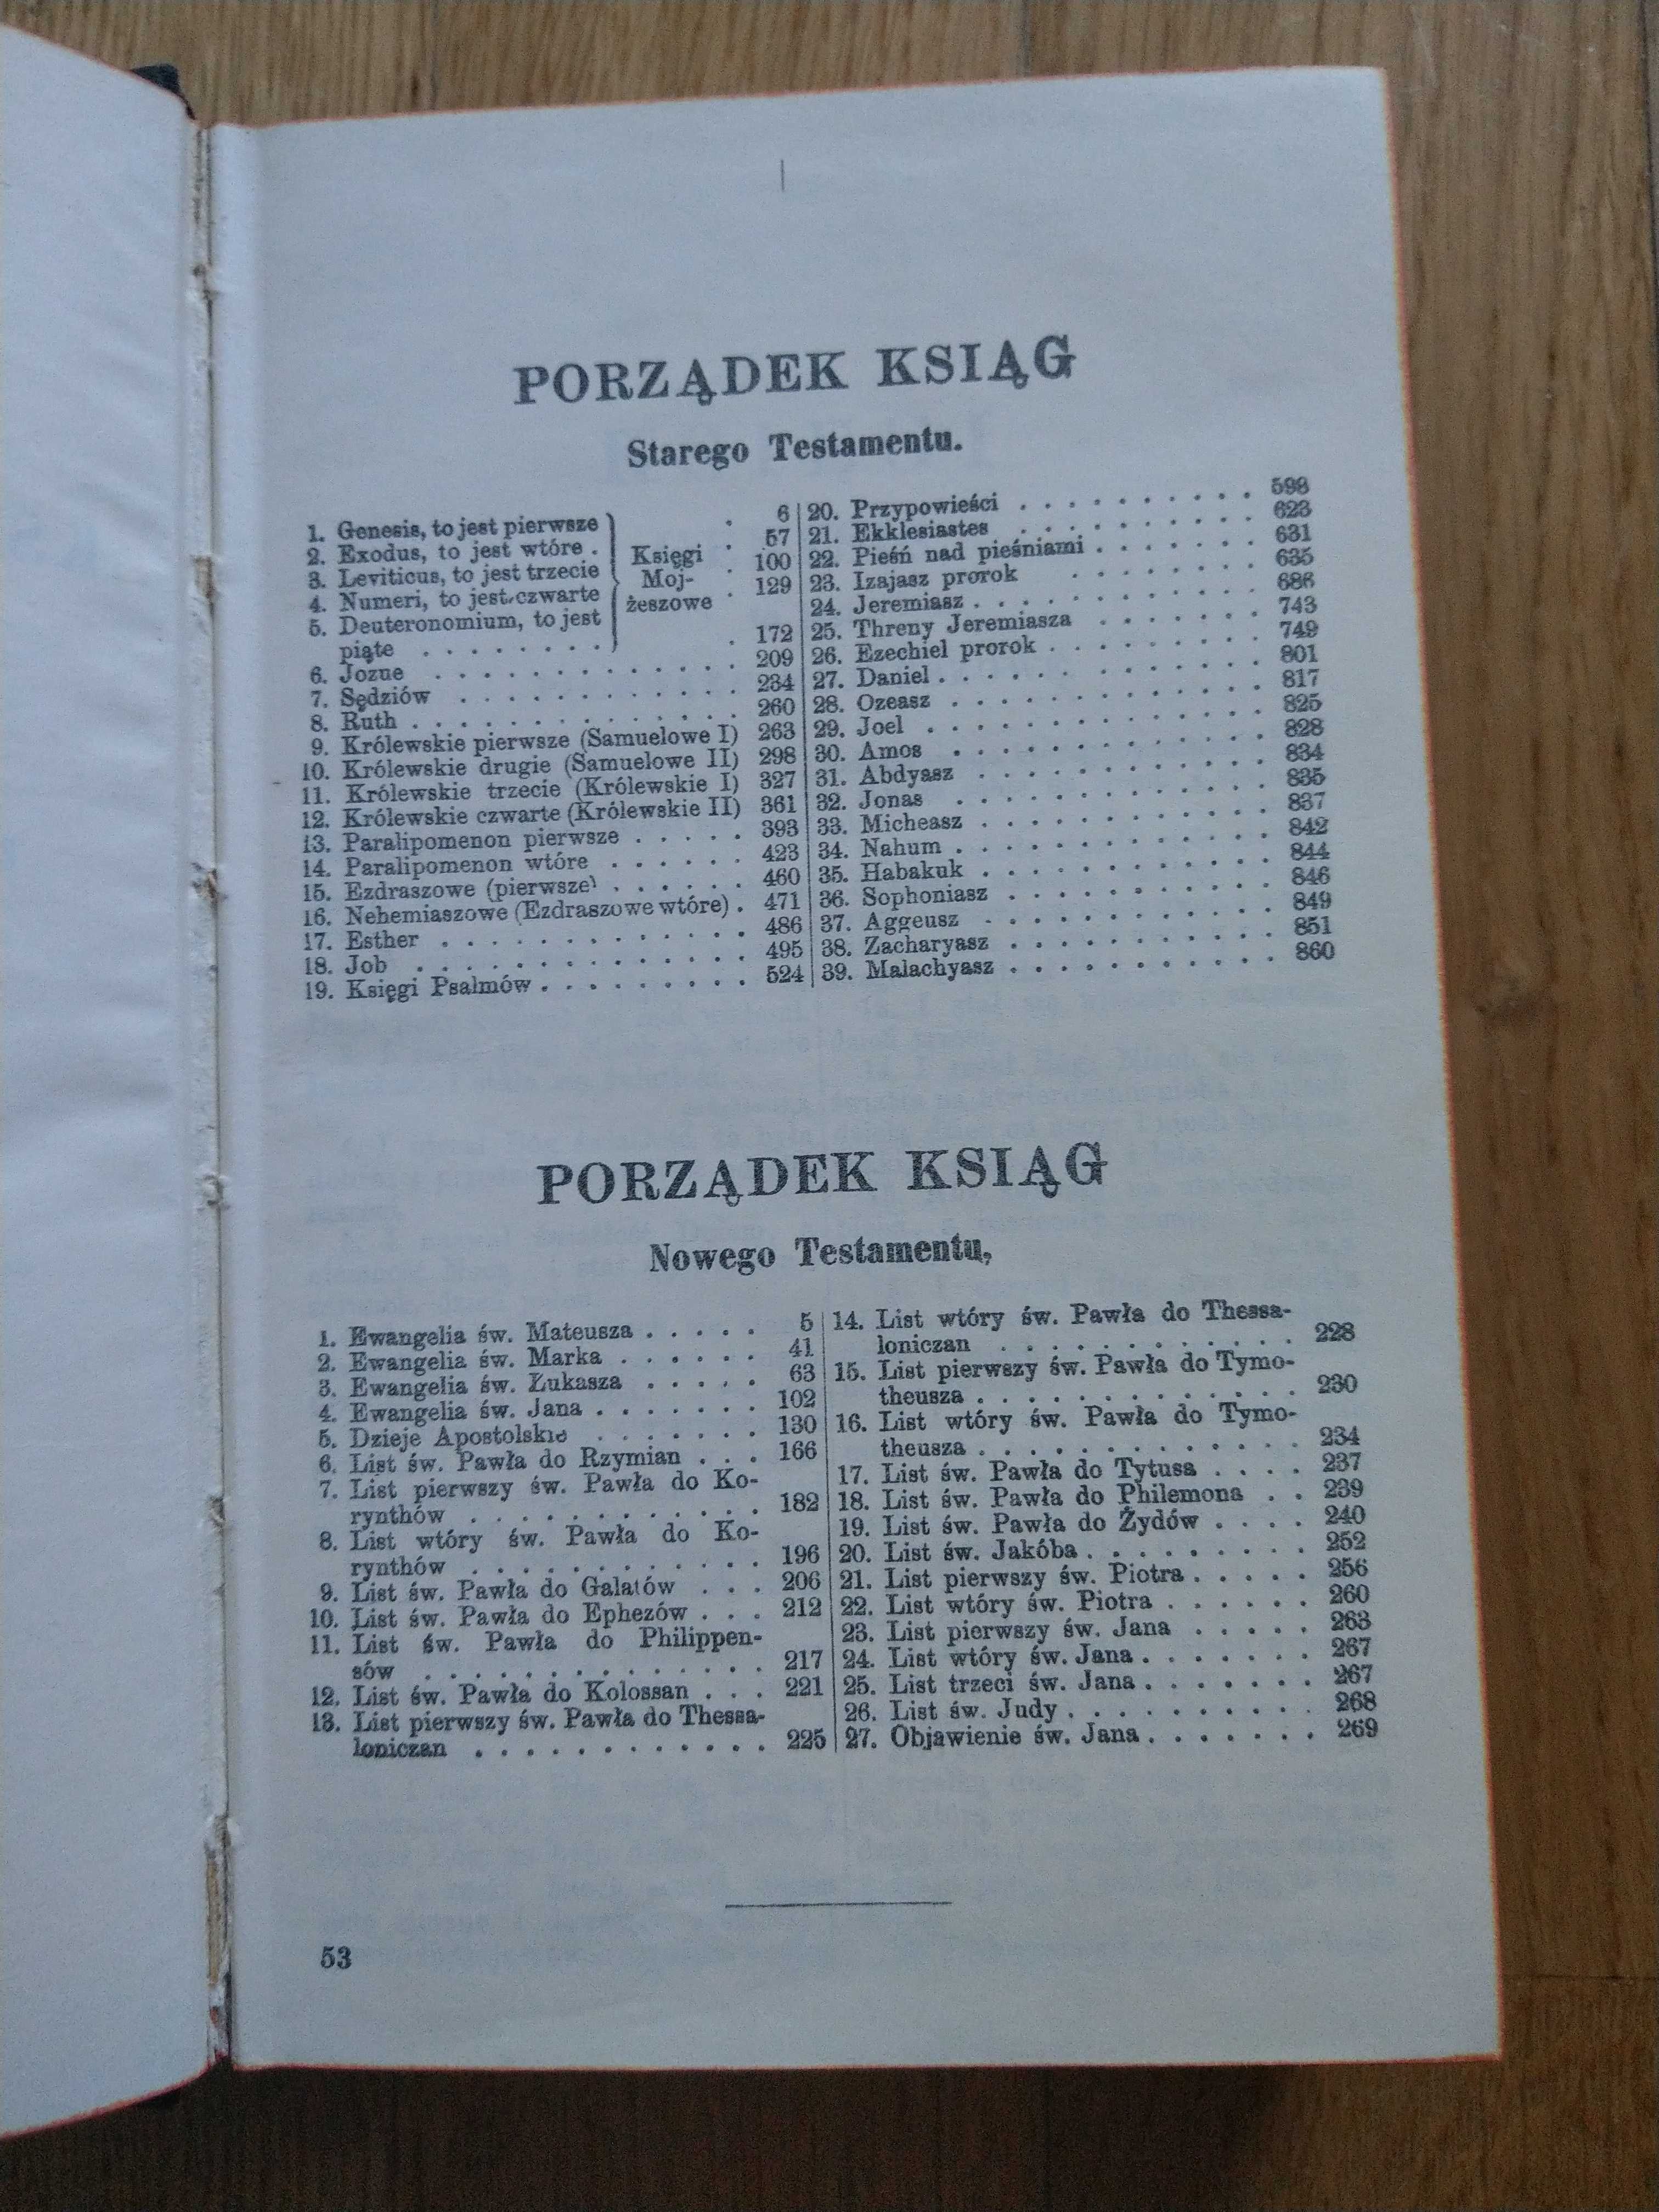 PORZĄDEK KSIĄG
Starego Testamentu.
1. Genesis, to jest pierwsze . 6
2. Exodus, to jest wtóre . . 57
3. Leviticus, to jest trzecie . 100
4. Numeri, to jest czwarte . 129
5. Deuteronomium, to jest
piąte . . . . . . . . . 172
Księgi
Moj-
żeszowe
6. Jozue . . . . . . . . . . . . 209
7. Sędziów . . . . . . . . . . . 234
8. Ruth . . . . . . . . . . . . . 260
9. Królewskie pierwsze (Samuelowe I) 263
10. Królewskie drugie (Samuelowe II) 298
11. Królewskie trzecie (Królewskie I) 327
12. Królewskie czwarte (Królewskie II) 361
13. Paralipomenon pierwsze . . . . . 393
14. Paralipomenon wtóre . . . . . . 423
15. Ezdraszowe (pierwsze) . . . . . . 460
16. Nehemiaszowe (Ezdraszowe wtóre) . 471
17. Esther . . . . . . . . . . . . . 486
18. Job . . . . . . . . . . . . . . 495
19. Księgi Psalmów . . . . . . . . . 524
20. Przypowieści . . . . . . . . . . 598
21. Ekklesiastes . . . . . . . . . . 623
22. Pieśń nad pieśniami . . . . . . . 631
23. Izajasz prorok . . . . . . . . 635
24. Jeremiasz . . . . . . . . . . . . 686
25. Threny Jeremiasza . . . . . . . 743
26. Ezechiel prorok . . . . . . . . . 749
27. Daniel . . . . . . . . . . . . . 801
28. Ozeasz . . . . . . . . . . . . . 817
29. Joel . . . . . . . . . . . . . . 825
30. Amos . . . . . . . . . . . . . 828
31. Abdyasz . . . . . . . . . . . . 834
32. Jonas . . . . . . . . . . . . . 835
33. Micheasz . . . . . . . . . . . . 837
34. Nahum . . . . . . . . . . . . . 842
35. Habakuk . . . . . . . . . . . . 844
36. Sophoniasz . . . . . . . . . . . 846
37. Aggeusz . . . . . . . . . . . . 849
38. Zacharyasz . . . . . . . . . . . 851
39. Malachyasz . . . . . . . . . . . 860
PORZĄDEK KSIĄG
Nowego Testamentu,
1. Ewangelia św. Mateusza . . . . . 5
2. Ewangelia św. Marka . . . . . . 41
3. Ewangelia św. Łukasza . . . . . 63
4. Ewangelia św. Jana . . . . . . . 102
5. Dzieje Apostolskie . . . . . . . 130
6. List św. Pawła do Rzymian . . . 166
7. List pierwszy św. Pawła do Ko-
rynthów . . . . . . . . . . . . 182
8. List wtóry św. Pawła do Ko-
rynthów . . . . . . . . . . . . 196
9. List św. Pawła do Galatów . . . 206
10. List św. Pawła do Ephezów . . . 212
11. List św. Pawła do Philippen-
sów . . . . . . . . . . . . . . 217
12. List św. Pawła do Kolossan . . . 221
13. List pierwszy św. Pawła do Thessa-
loniczan . . . . . . . . . . . . 225
14. List wtóry św. Pawła do Thessa-
loniczan . . . . . . . . . . . . 228
15. List pierwszy św. Pawła do Tymo-
theusza . . . . . . . . . . . . . 230
16. List wtóry św. Pawła do Tymo-
theusza . . . . . . . . . . . . . 234
17. List św. Pawła do Tytusa . . . . 237
18. List św. Pawła do Philemona . . 239
19. List św. Pawła do Żydów . . . . 240
20. List św. Jakóba . . . . . . . . . 252
21. List pierwszy św. Piotra . . . . . 256
22. List wtóry św. Piotra . . . . . . 260
23. List pierwszy św. Jana . . . . . 263
24. List wtóry św. Jana . . . . . . . 267
25. List trzeci św. Jana . . . . . . . 267
26. List św. Judy . . . . . . . . . . 268
27. Objawienie św. Jana . . . . . . . 269
53